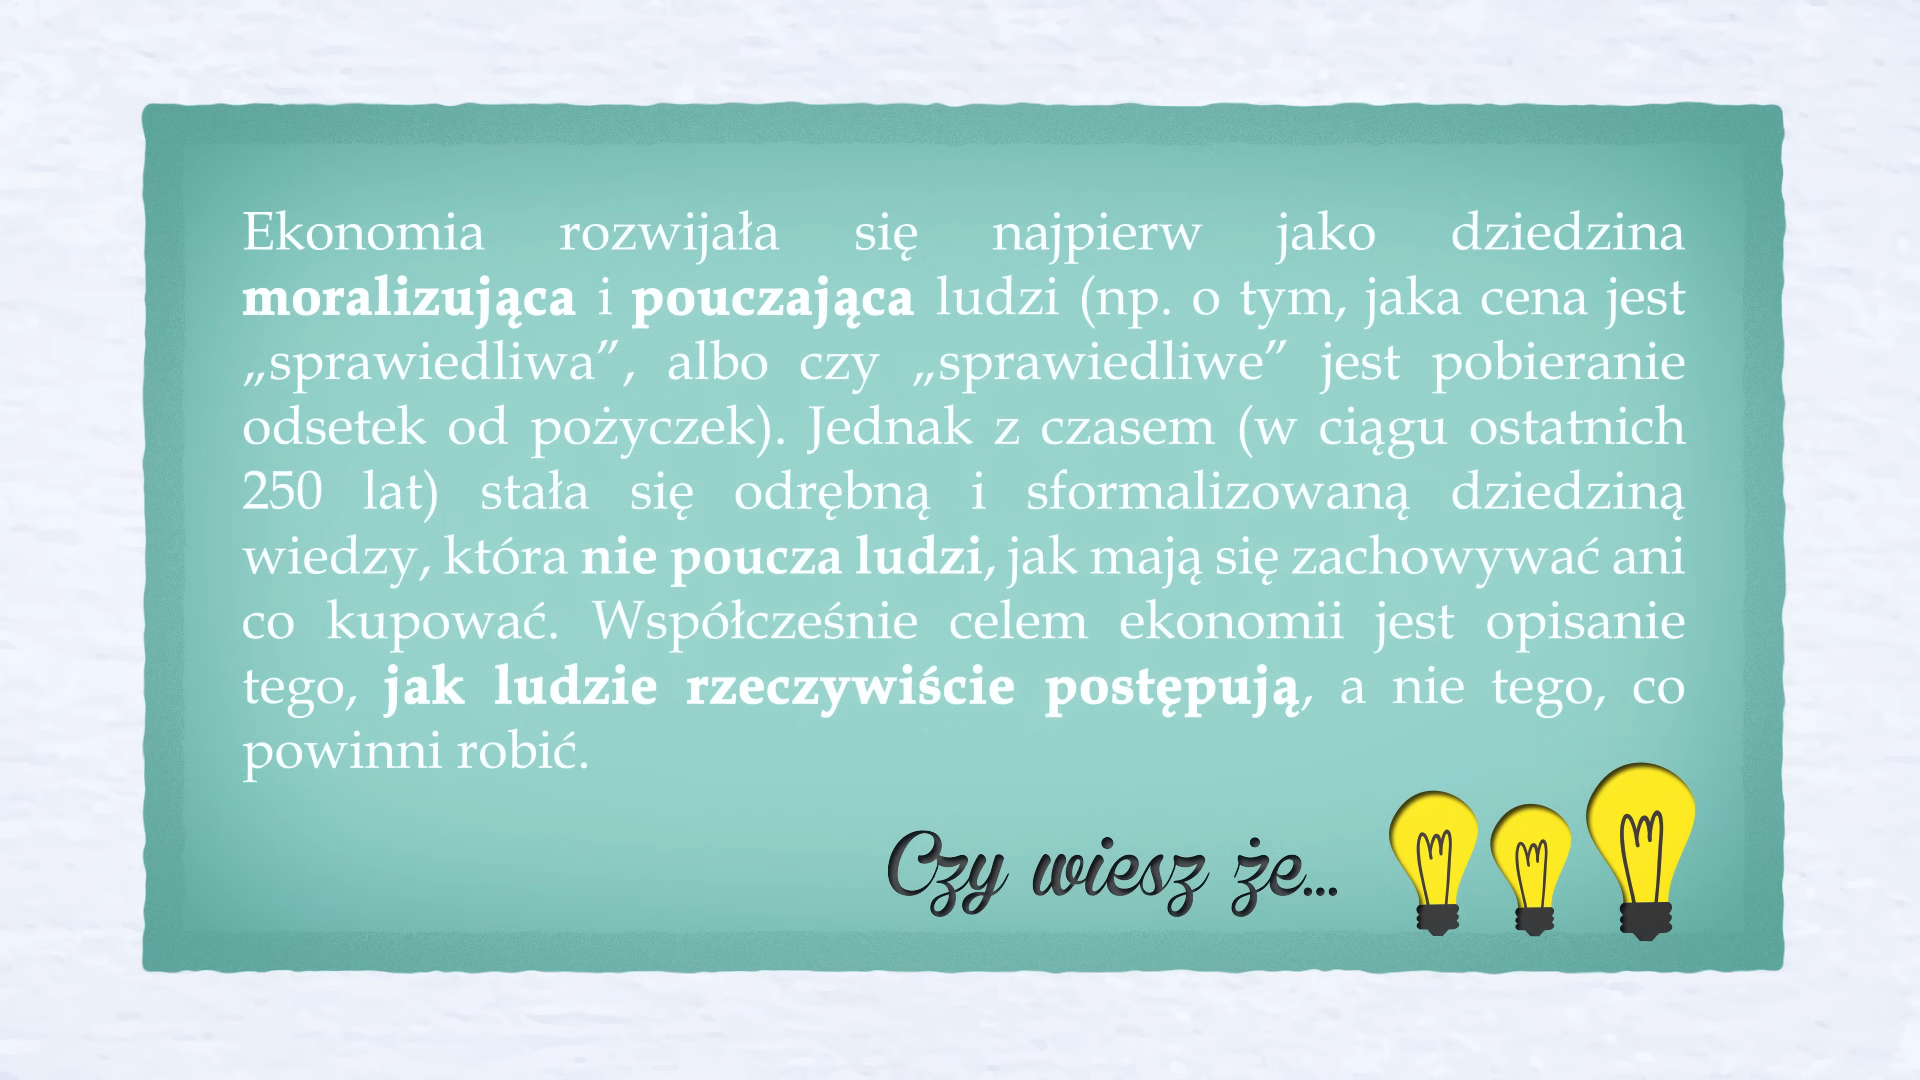 Ekonomia rozwijała się najpierw jako dziedzina
moralizująca i pouczająca ludzi (np. o tym, jaka cena jest
„sprawiedliwa”, albo czy „sprawiedliwe” jest pobieranie
odsetek od pożyczek). Jednak z czasem (w ciągu ostatnich
250 lat) stała się odrębną i sformalizowaną dziedziną
wiedzy, która nie poucza ludzi, jak mają się zachowywać ani
co kupować. Współcześnie celem ekonomii jest opisanie
tego, jak ludzie rzeczywiście postępują, a nie tego, co
powinni robić.
Czy wiesz że...